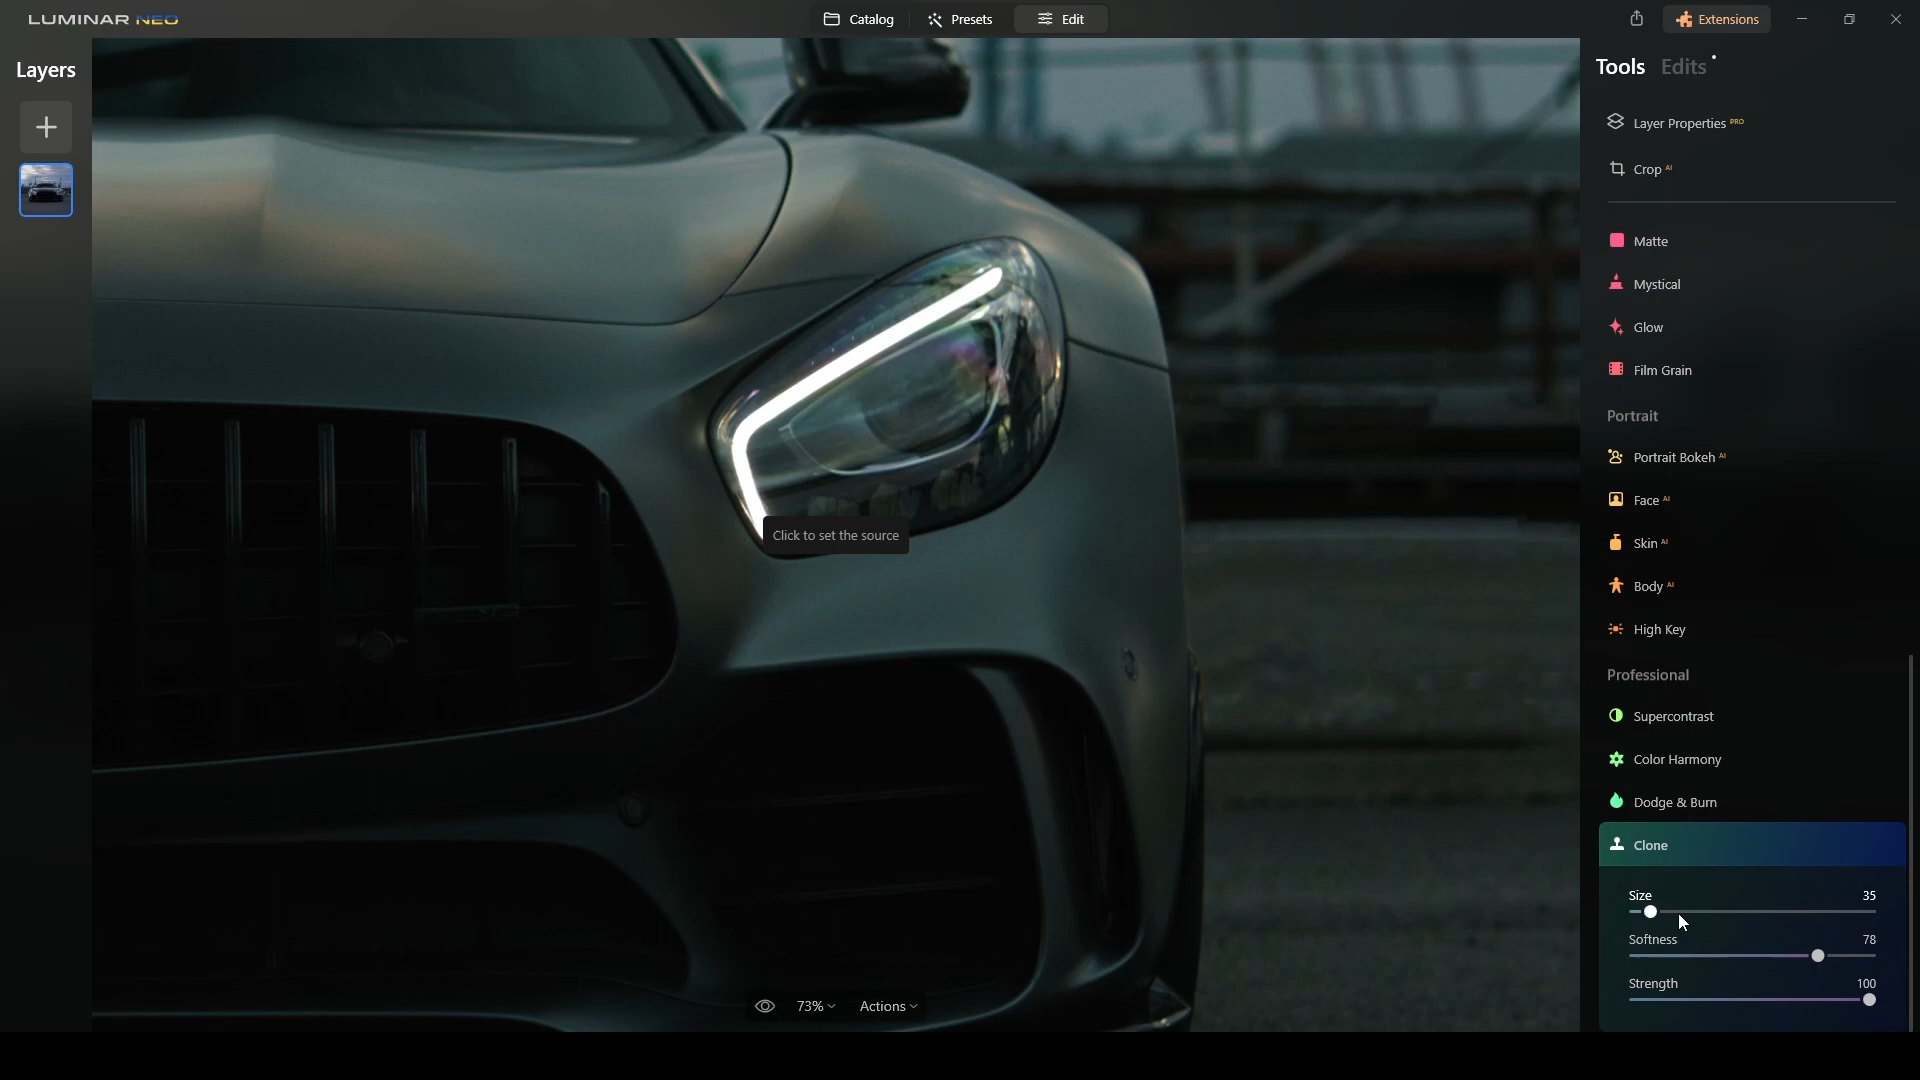 LUMINAR NEO
Catalog
Presets
Edit
Extensions
Layers
Tools
Edits
Layer Properties PRO
Crop AI
Matte
Mystical
Glow
Film Grain
Portrait
Portrait Bokeh AI
Face AI
Skin AI
Body AI
High Key
Professional
Supercontrast
Color Harmony
Dodge & Burn
Clone
Size 35
Softness 78
Strength 100
Click to set the source
73%
Actions